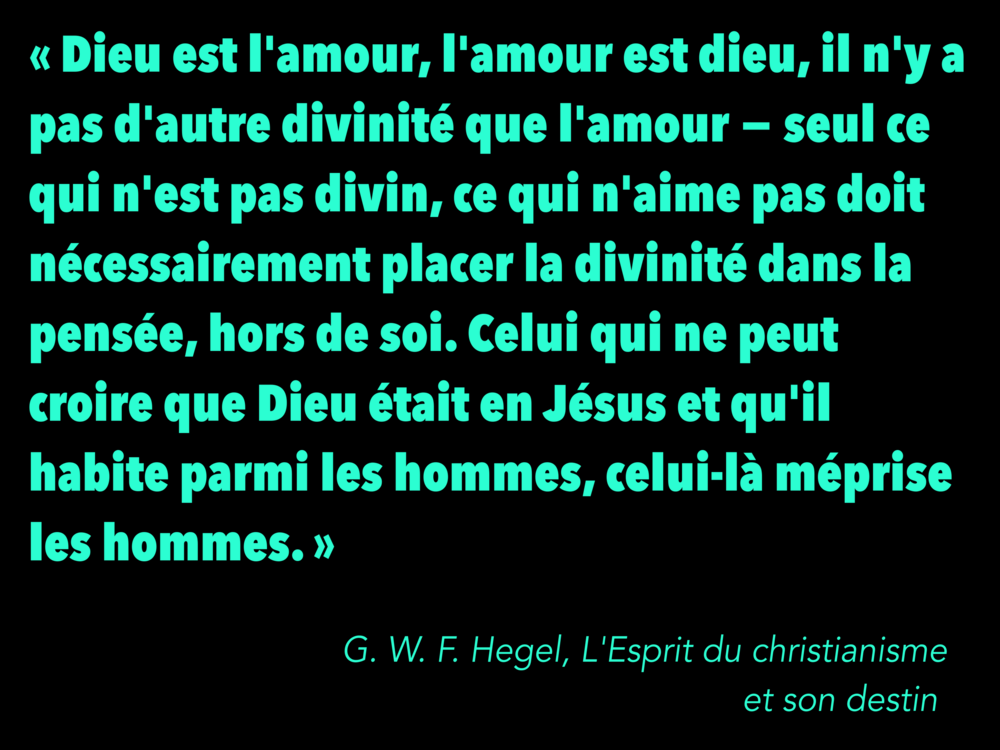 « Dieu est l'amour, l'amour est dieu, il n'y a
pas d'autre divinité que l'amour – seul ce
qui n'est pas divin, ce qui n'aime pas doit
nécessairement placer la divinité dans la
pensée, hors de soi. Celui qui ne peut
croire que Dieu était en Jésus et qu'il
habite parmi les hommes, celui-là méprise
les hommes. »
G. W. F. Hegel, L'Esprit du christianisme
et son destin